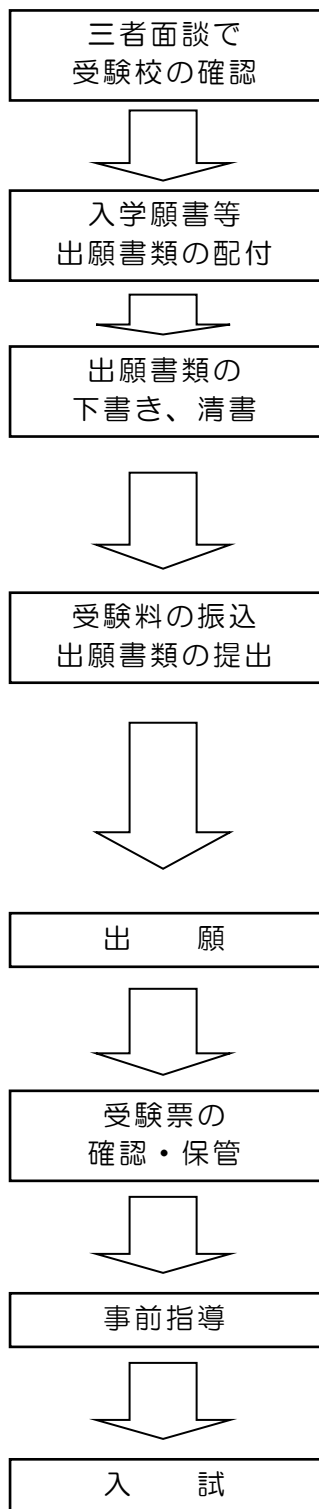 三者面談で
受験校の確認
入学願書等
出願書類の配付
出願書類の
下書き、清書
受験料の振込
出願書類の提出
出　　願
受験票の
確認・保管
事前指導
入　　試